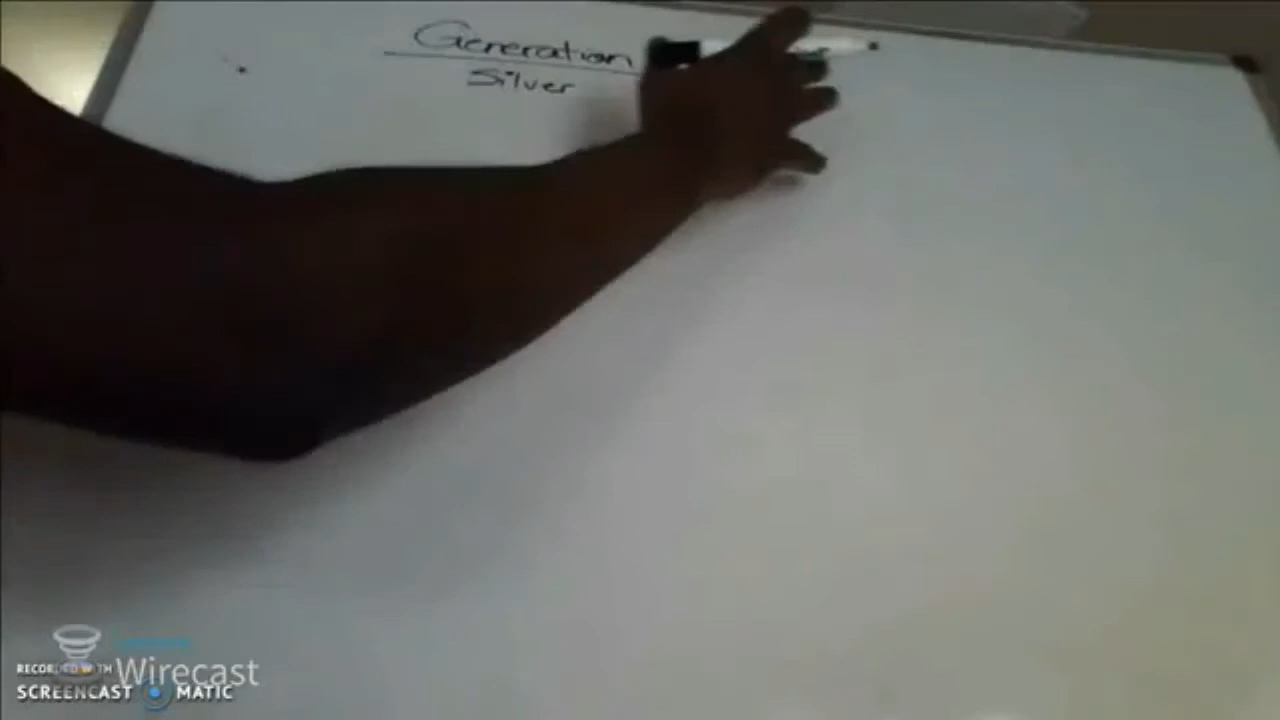 Generation
Silver
Wirecast
RECORDED WITH
SCREENCAST MATIC